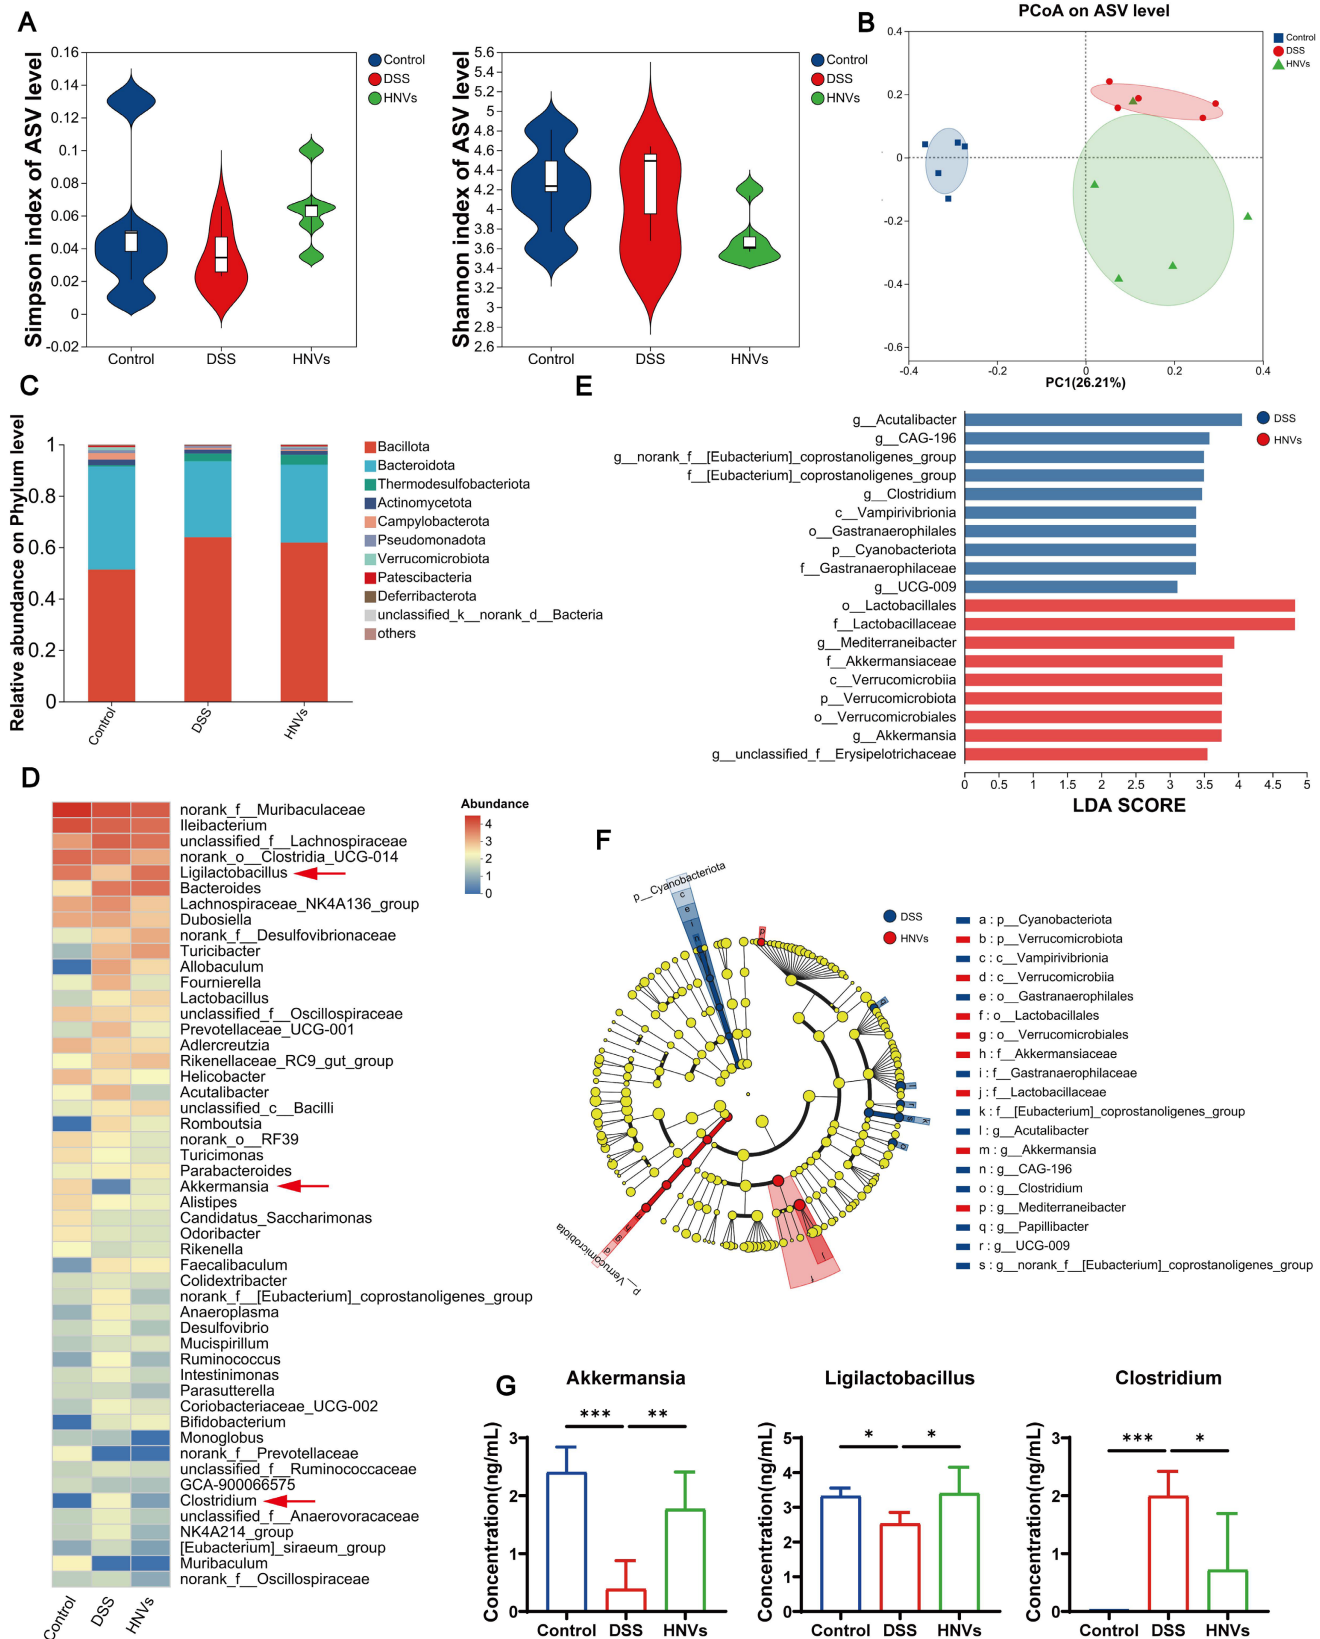 A
Simpson index of ASV level
0.16
0.14
0.12
0.1
0.08
0.06
0.04
0.02
0
-0.02
Control
DSS
HNVs
Control
DSS
HNVs
Shannon index of ASV level
5.6
5.4
5.2
5
4.8
4.6
4.4
4.2
4
3.8
3.6
3.4
3.2
3
2.8
2.6
Control
DSS
HNVs
Control
DSS
HNVs
B
PCoA on ASV level
0.4
0.2
0
-0.2
-0.4
-0.6
-0.4
-0.2
0
0.2
0.4
PC1(26.21%)
Control
DSS
HNVs
C
Relative abundance on Phylum level
1
0.8
0.6
0.4
0.2
0
Control
DSS
HNVs
Bacillota
Bacteroidota
Thermodesulfobacteriota
Actinomycetota
Campylobacterota
Pseudomonadota
Verrucomicrobiota
Patescibacteria
Deferribacterota
unclassified_k__norank_d__Bacteria
others
E
g__Acutalibacter
g__CAG-196
g__norank_f__[Eubacterium]_coprostanoligenes_group
f__[Eubacterium]_coprostanoligenes_group
g__Clostridium
c__Vampirivibrionia
o__Gastranaerophilales
p__Cyanobacteriota
f__Gastranaerophilaceae
g__UCG-009
o__Lactobacillales
f__Lactobacillaceae
g__Mediterraneibacter
f__Akkermansiaceae
c__Verrucomicrobiia
p__Verrucomicrobiota
o__Verrucomicrobiales
g__Akkermansia
g__unclassified_f__Erysipelotrichaceae
0 0.5 1 1.5 2 2.5 3 3.5 4 4.5 5
LDA SCORE
DSS
HNVs
D
norank_f__Muribaculaceae
Ileibacterium
unclassified_f__Lachnospiraceae
norank_o__Clostridia_UCG-014
Ligilactobacillus
Bacteroides
Lachnospiraceae_NK4A136_group
Dubosiella
norank_f__Desulfovibrionaceae
Turicibacter
Allobaculum
Fournierella
Lactobacillus
unclassified_f__Oscillospiraceae
Prevotellaceae_UCG-001
Adlercreutzia
Rikenellaceae_RC9_gut_group
Helicobacter
Acutalibacter
unclassified_c__Bacilli
Romboutsia
norank_o__RF39
Turicimonas
Parabacteroides
Akkermansia
Alistipes
Candidatus_Saccharimonas
Odoribacter
Rikenella
Faecalibaculum
Colidextribacter
norank_f__[Eubacterium]_coprostanoligenes_group
Anaeroplasma
Desulfovibrio
Mucispirillum
Ruminococcus
Intestinimonas
Parasutterella
Coriobacteriaceae_UCG-002
Bifidobacterium
Monoglobus
norank_f__Prevotellaceae
unclassified_f__Ruminococcaceae
GCA-900066575
Clostridium
unclassified_f__Anaerovoracaceae
NK4A214_group
[Eubacterium]_siraeum_group
Muribaculum
norank_f__Oscillospiraceae
Control
DSS
HNVs
Abundance
4
3
2
1
0
F
p__Cyanobacteriota
c
e
p
p__Verrucomicrobiota
DSS
HNVs
a : p__Cyanobacteriota
b : p__Verrucomicrobiota
c : c__Vampirivibrionia
d : c__Verrucomicrobiia
e : o__Gastranaerophilales
f : o__Lactobacillales
g : o__Verrucomicrobiales
h : f__Akkermansiaceae
i : f__Gastranaerophilaceae
j : f__Lactobacillaceae
k : f__[Eubacterium]_coprostanoligenes_group
l : g__Acutalibacter
m : g__Akkermansia
n : g__CAG-196
o : g__Clostridium
p : g__Mediterraneibacter
q : g__Papillibacter
r : g__UCG-009
s : g__norank_f__[Eubacterium]_coprostanoligenes_group
G
Akkermansia
Concentration(ng/mL)
3
2
1
0
***
**
Control DSS HNVs
Ligilactobacillus
Concentration(ng/mL)
5
4
3
2
1
0
*
*
Control DSS HNVs
Clostridium
Concentration(ng/mL)
3
2
1
0
***
*
Control DSS HNVs